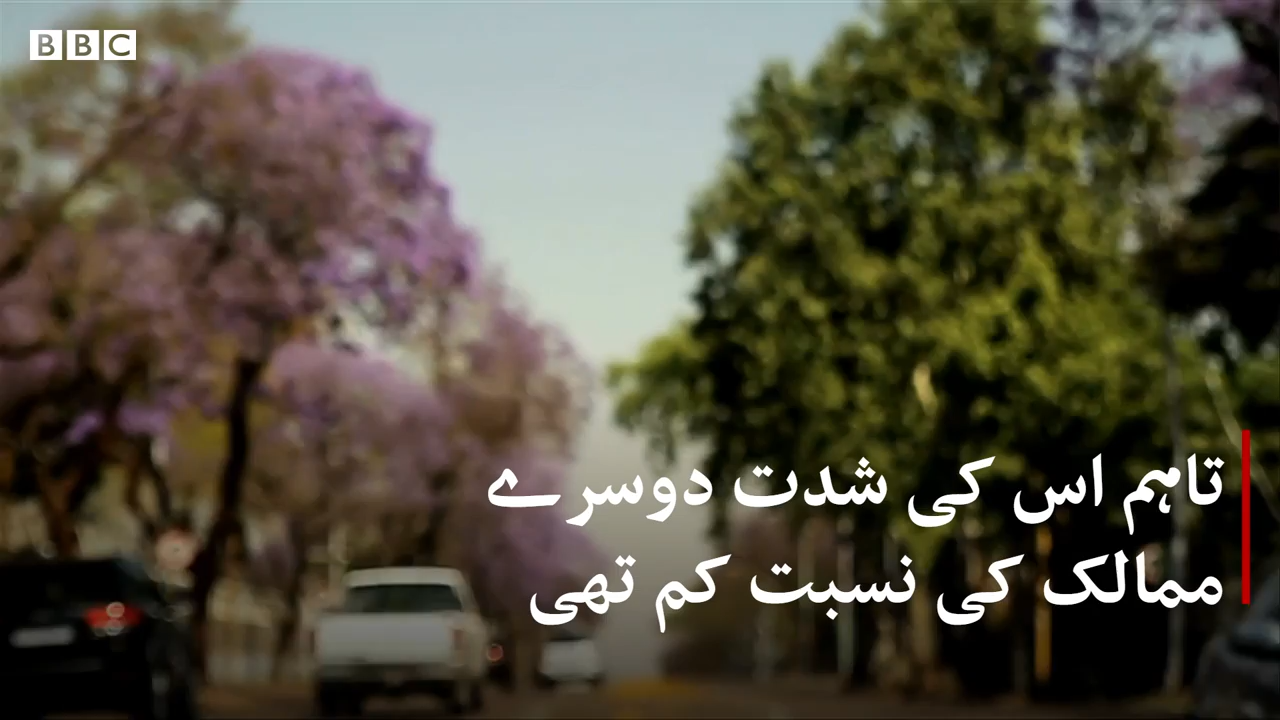 BBC
تاہم اس کی شدت دوسرے
ممالک کی نسبت کم تھی